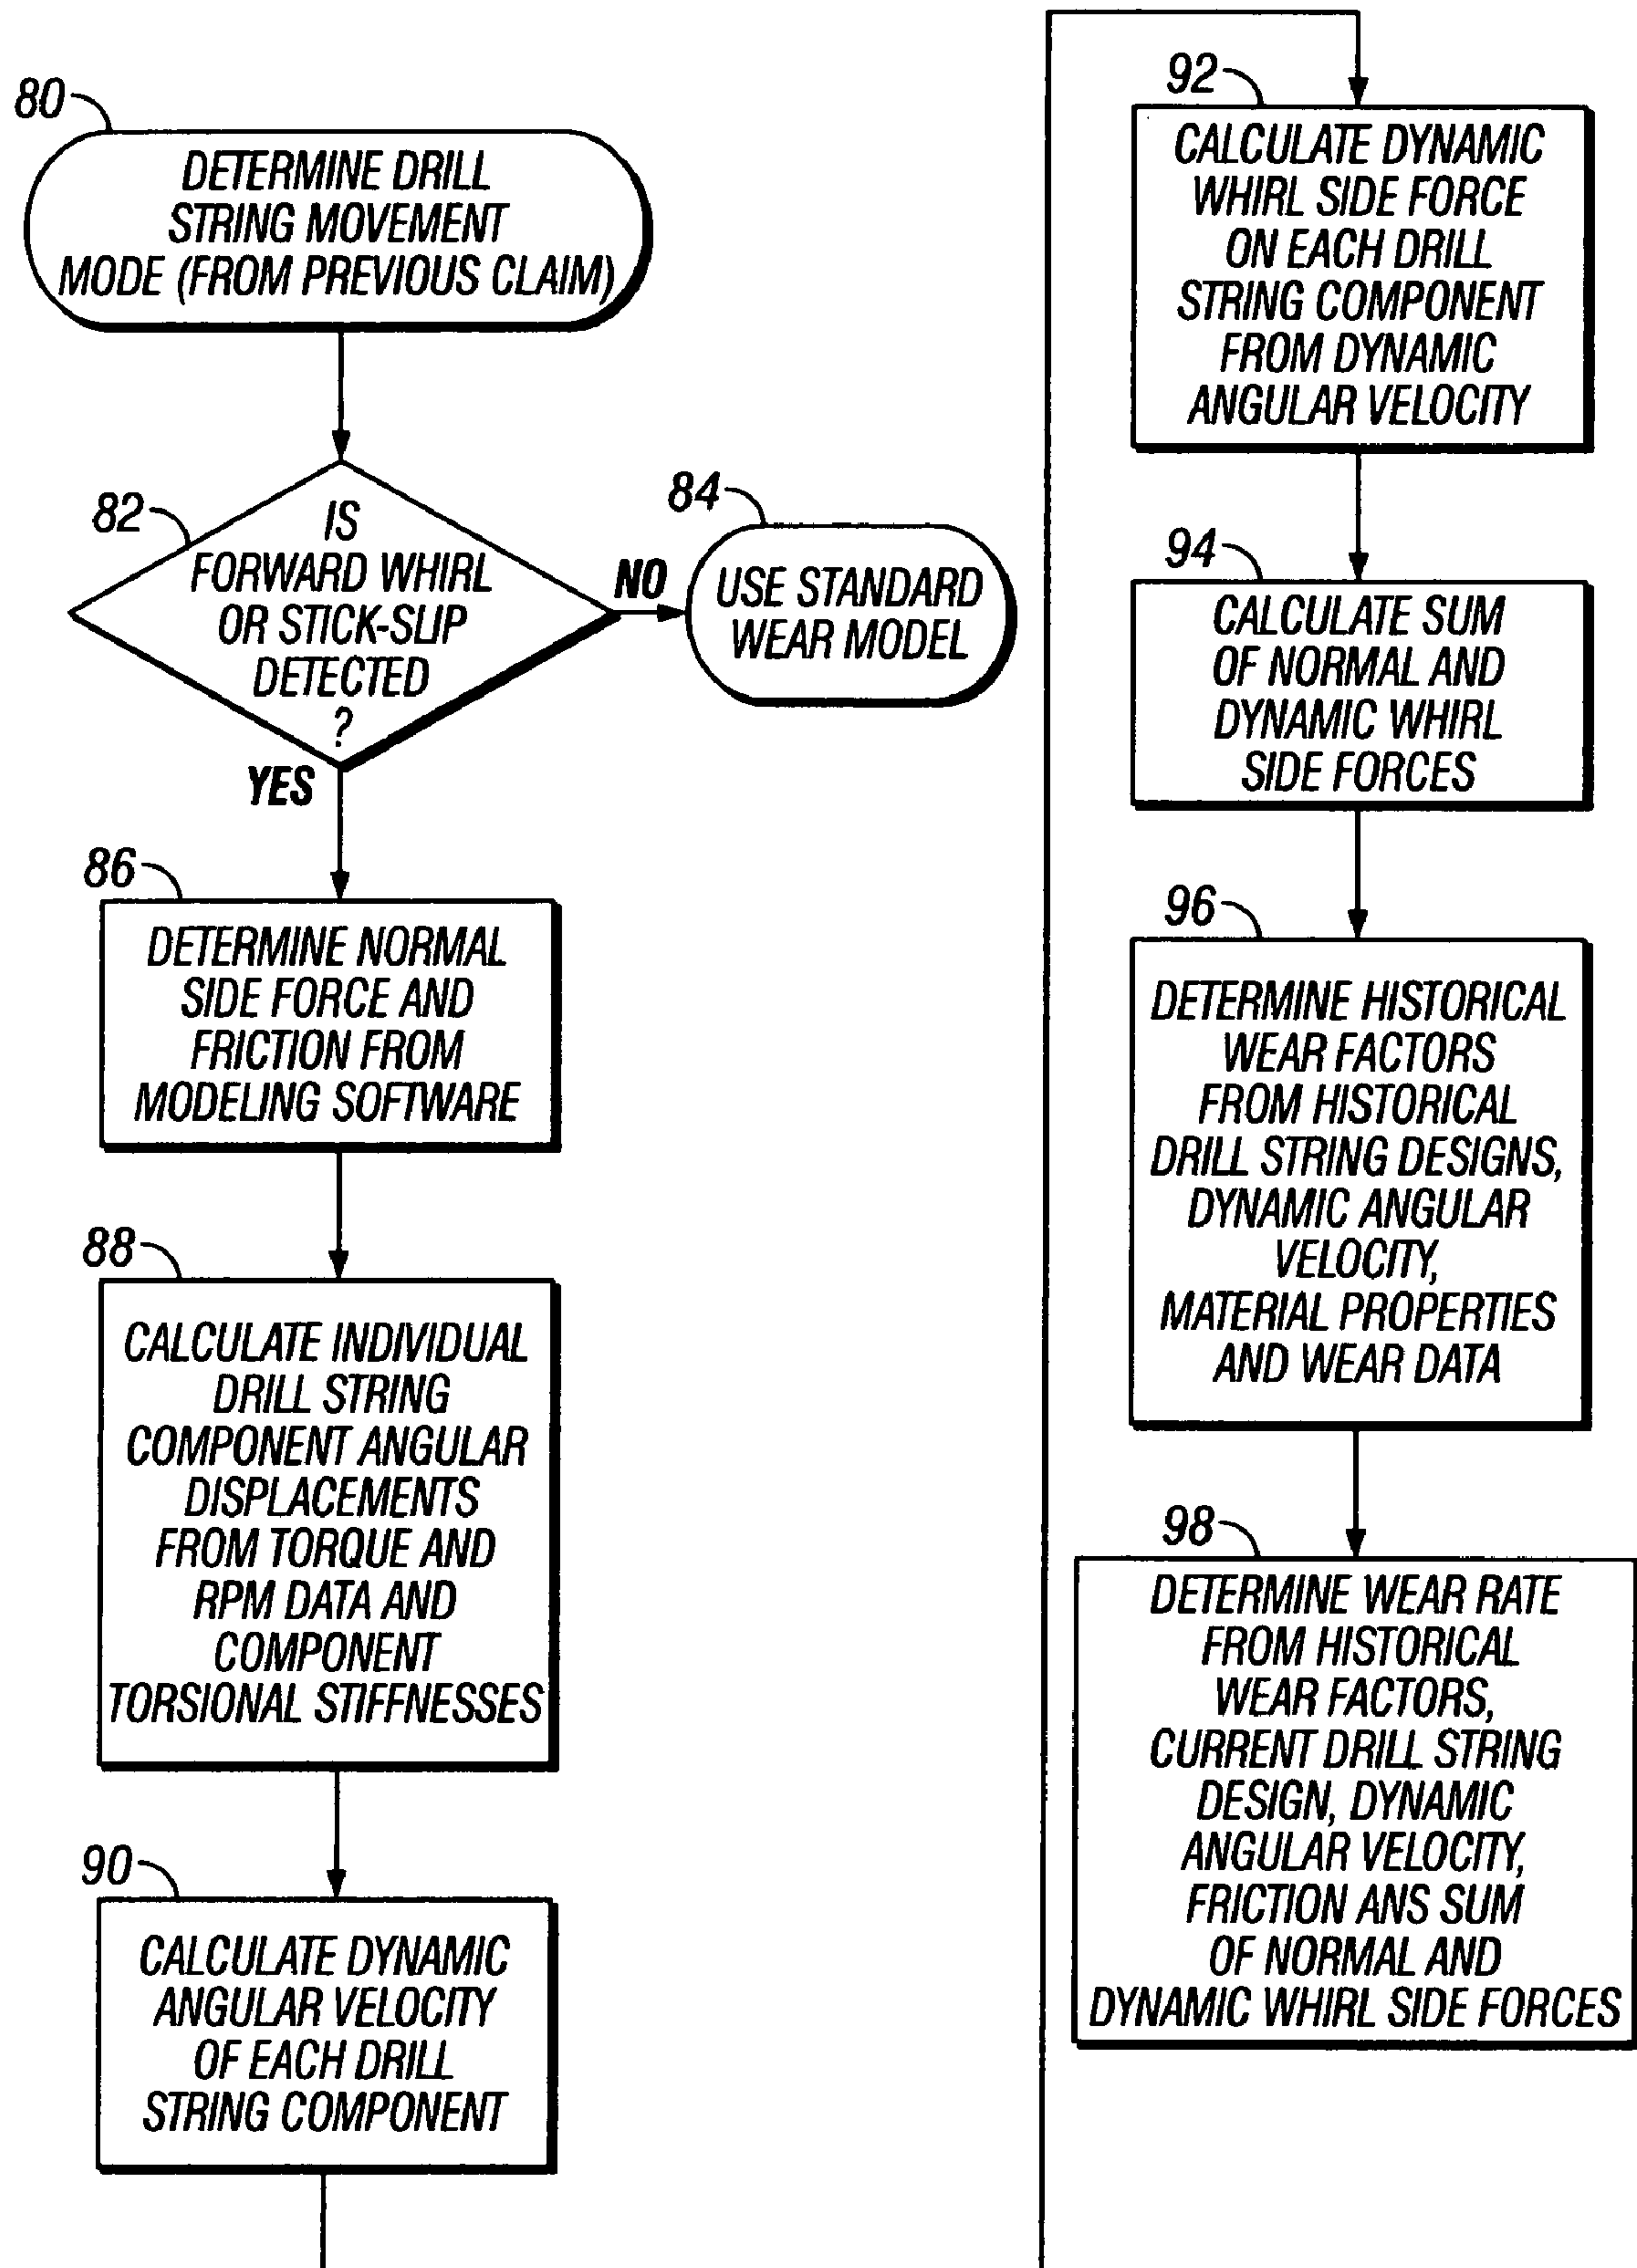 80
DETERMINE DRILL
STRING MOVEMENT
MODE (FROM PREVIOUS CLAIM)
82
IS
FORWARD WHIRL
OR STICK-SLIP
DETECTED
?
NO
YES
84
USE STANDARD
WEAR MODEL
86
DETERMINE NORMAL
SIDE FORCE AND
FRICTION FROM
MODELING SOFTWARE
88
CALCULATE INDIVIDUAL
DRILL STRING
COMPONENT ANGULAR
DISPLACEMENTS
FROM TORQUE AND
RPM DATA AND
COMPONENT
TORSIONAL STIFFNESSES
90
CALCULATE DYNAMIC
ANGULAR VELOCITY
OF EACH DRILL
STRING COMPONENT
92
CALCULATE DYNAMIC
WHIRL SIDE FORCE
ON EACH DRILL
STRING COMPONENT
FROM DYNAMIC
ANGULAR VELOCITY
94
CALCULATE SUM
OF NORMAL AND
DYNAMIC WHIRL
SIDE FORCES
96
DETERMINE HISTORICAL
WEAR FACTORS
FROM HISTORICAL
DRILL STRING DESIGNS,
DYNAMIC ANGULAR
VELOCITY,
MATERIAL PROPERTIES
AND WEAR DATA
98
DETERMINE WEAR RATE
FROM HISTORICAL
WEAR FACTORS,
CURRENT DRILL STRING
DESIGN, DYNAMIC
ANGULAR VELOCITY,
FRICTION ANS SUM
OF NORMAL AND
DYNAMIC WHIRL SIDE FORCES